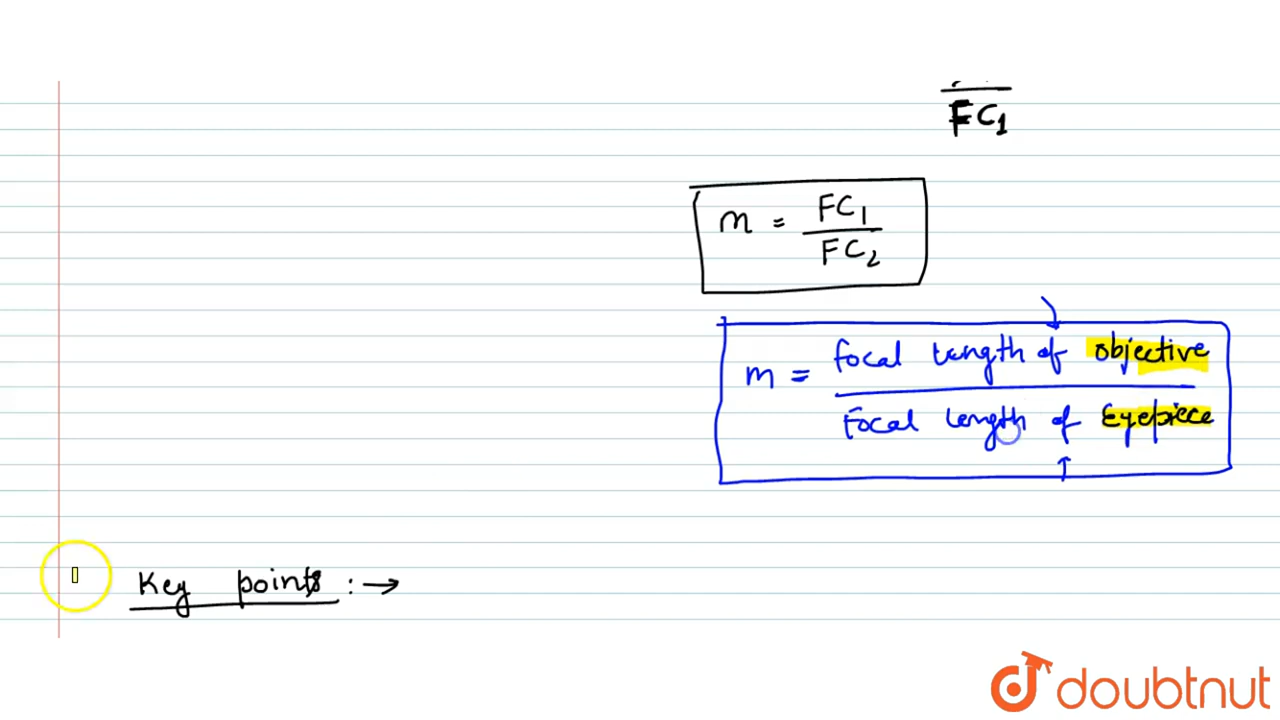 FC₁
m = FC₁ / FC₂
m = focal length of objective / Focal length of Eyepiece
Key points : →
doubtnut